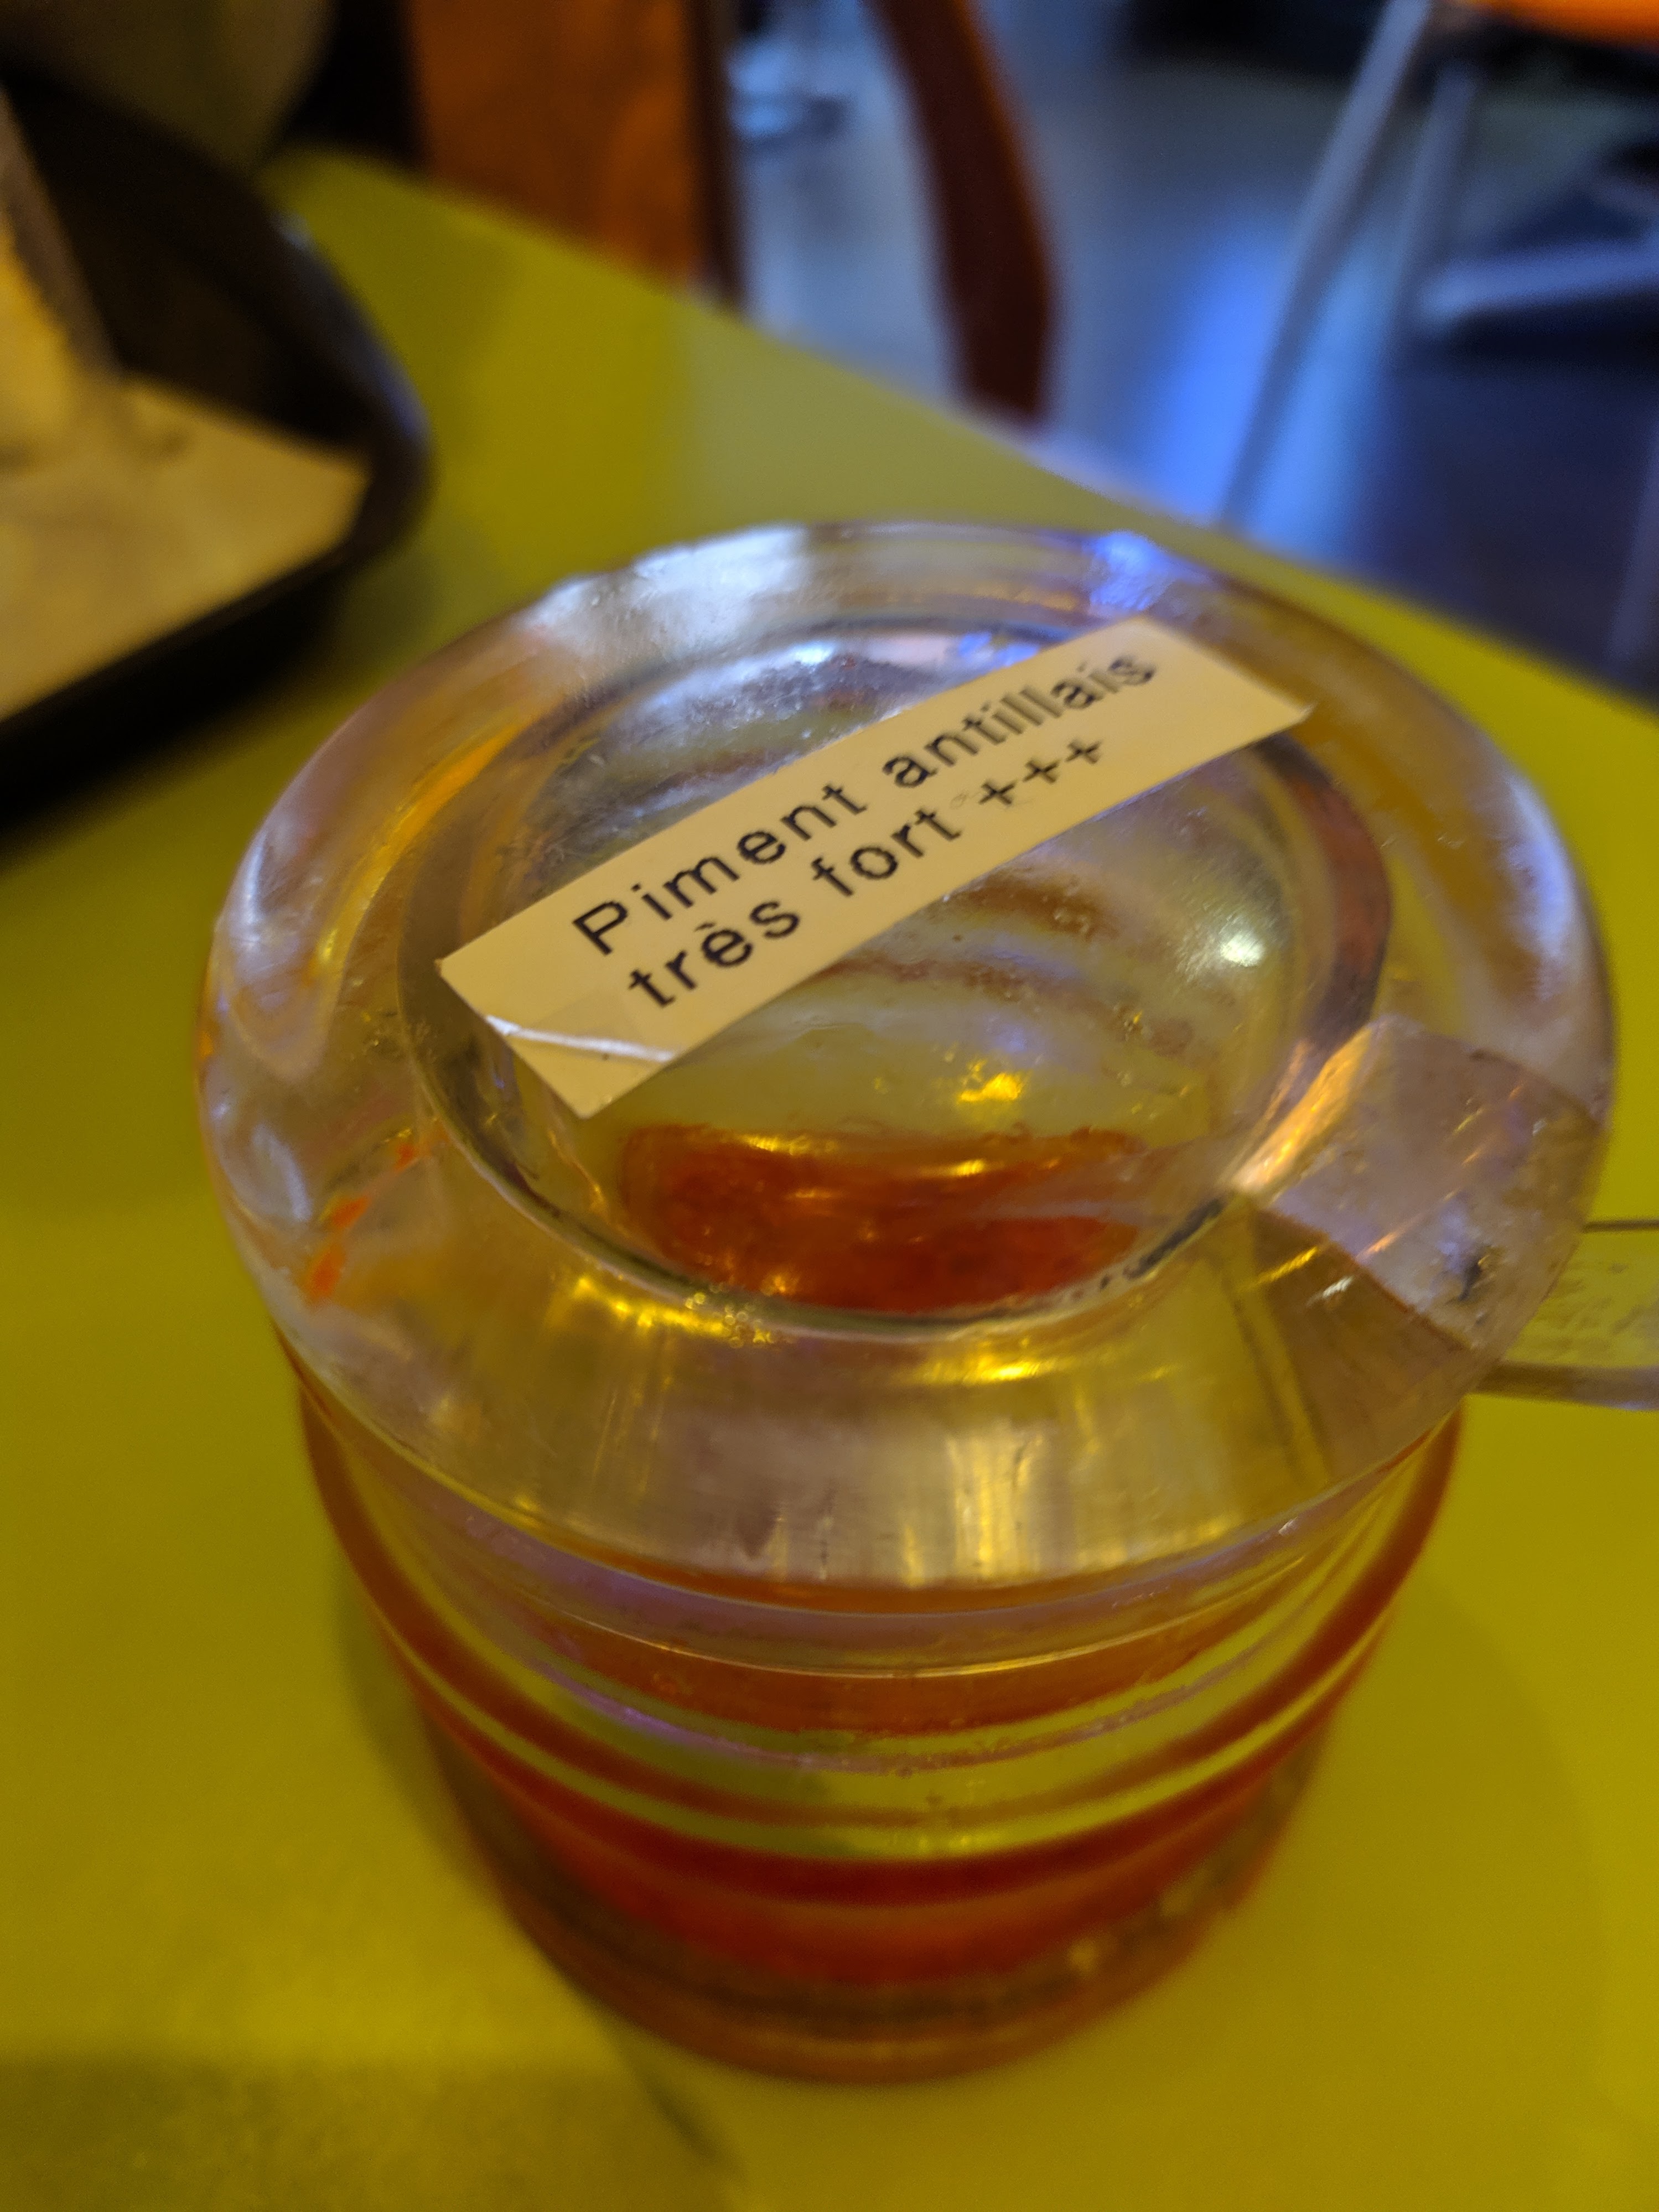 Piment antillais
très fort +++